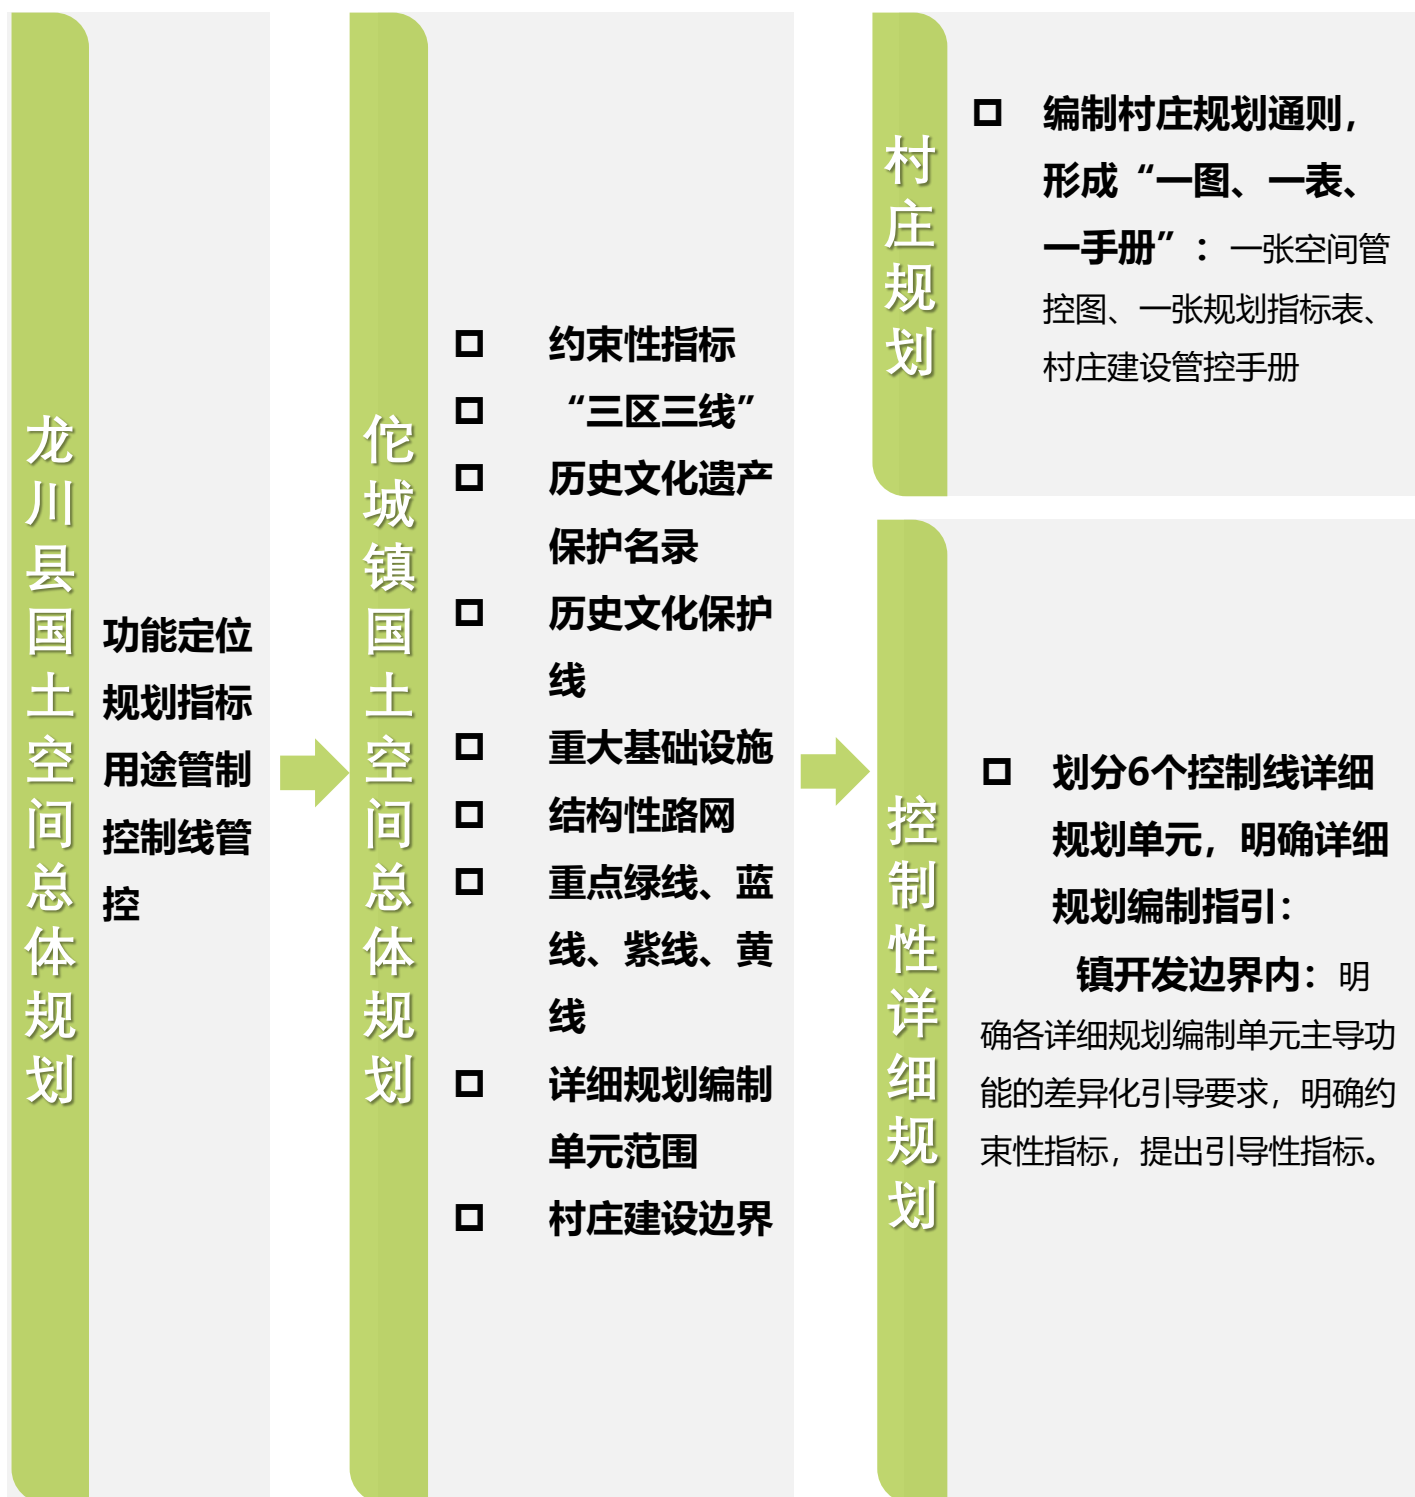 龙川县国土空间总体规划
功能定位
规划指标
用途管制
控制线管
控
佗城镇国土空间总体规划
约束性指标
“三区三线”
历史文化遗产
保护名录
历史文化保护
线
重大基础设施
结构性路网
重点绿线、蓝
线、紫线、黄
线
详细规划编制
单元范围
村庄建设边界
村庄规划
编制村庄规划通则，
形成“一图、一表、
一手册”：一张空间管
控图、一张规划指标表、
村庄建设管控手册
控制性详细规划
划分6个控制线详细
规划单元，明确详细
规划编制指引：
镇开发边界内：明
确各详细规划编制单元主导功
能的差异化引导要求，明确约
束性指标，提出引导性指标。